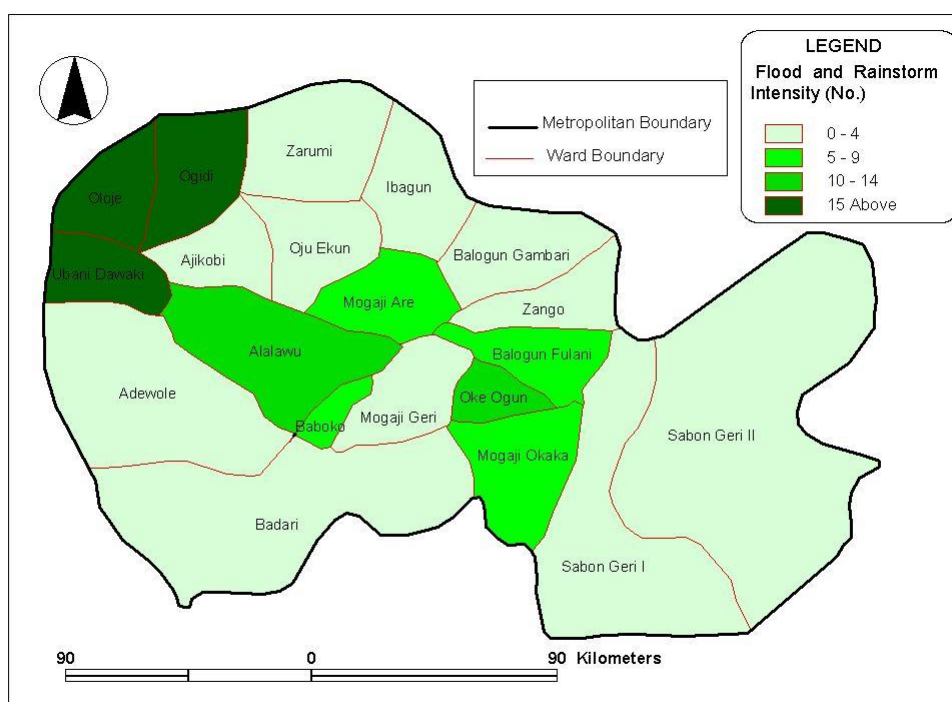 LEGEND
Flood and Rainstorm
Intensity (No.)
0 - 4
5 - 9
10 - 14
15 Above
Metropolitan Boundary
Ward Boundary
Zarumi
Ogidi
Oloje
Ibagun
Ubani Dawaki
Ajikobi
Oju Ekun
Balogun Gambari
Mogaji Are
Zango
Alalawu
Balogun Fulani
Adewole
Oke Ogun
Baboko
Mogaji Geri
Sabon Geri II
Mogaji Okaka
Badari
Sabon Geri I
90 0 90 Kilometers